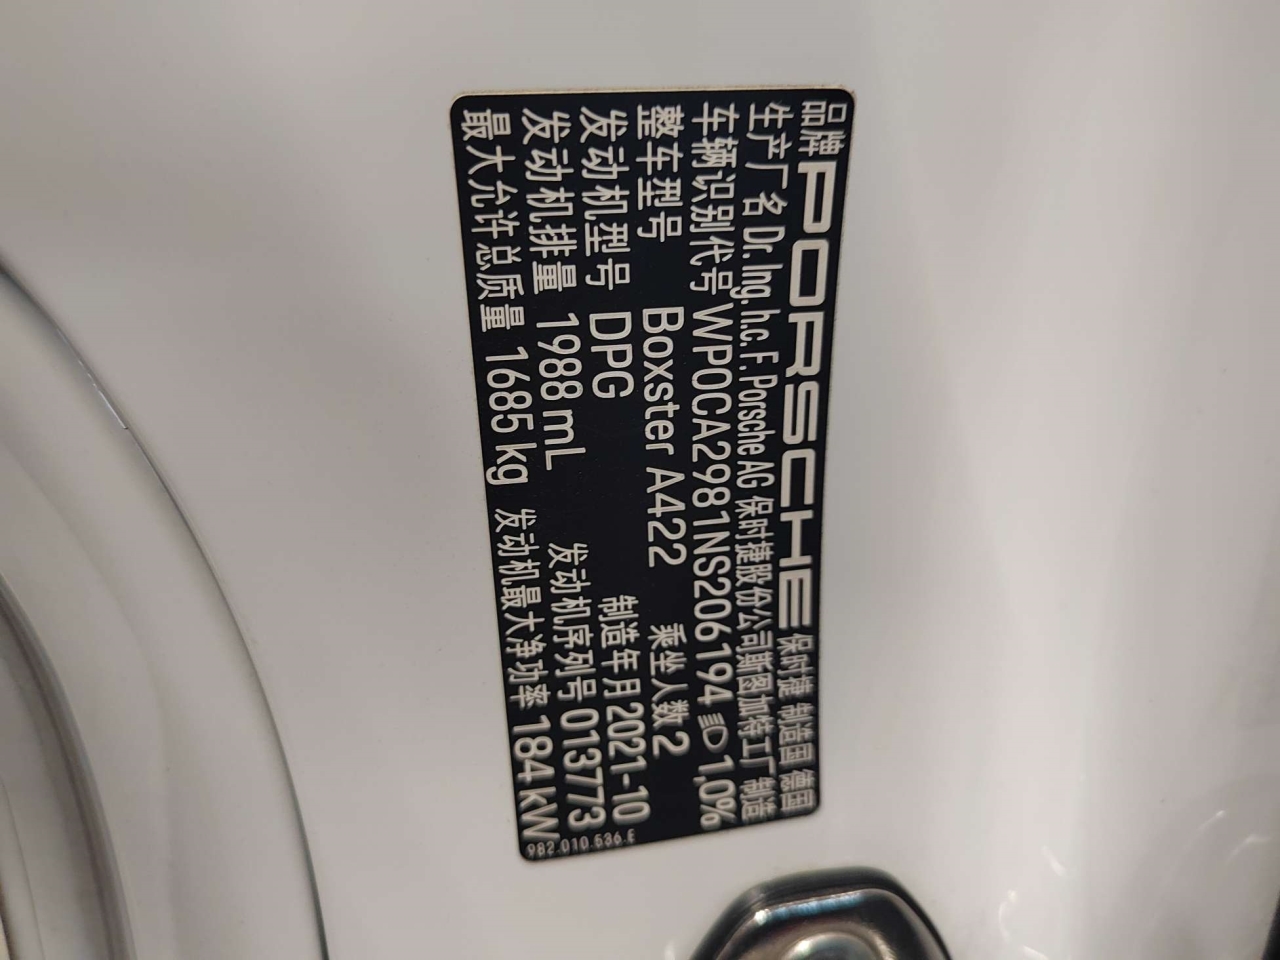 品牌 PORSCHE 保时捷 制造国 德国
生产厂名 Dr. Ing. h.c. F. Porsche AG 保时捷股份公司斯图加特工厂 制造
车辆识别代号 WP0CA2981NS206194 1,0%
整车型号 Boxster A422 乘坐人数 2
发动机型号 DPG 制造年月 2021-10
发动机排量 1988 mL 发动机序列号 013773
最大允许总质量 1685 kg 发动机最大净功率 184 kW
982.010.536.E